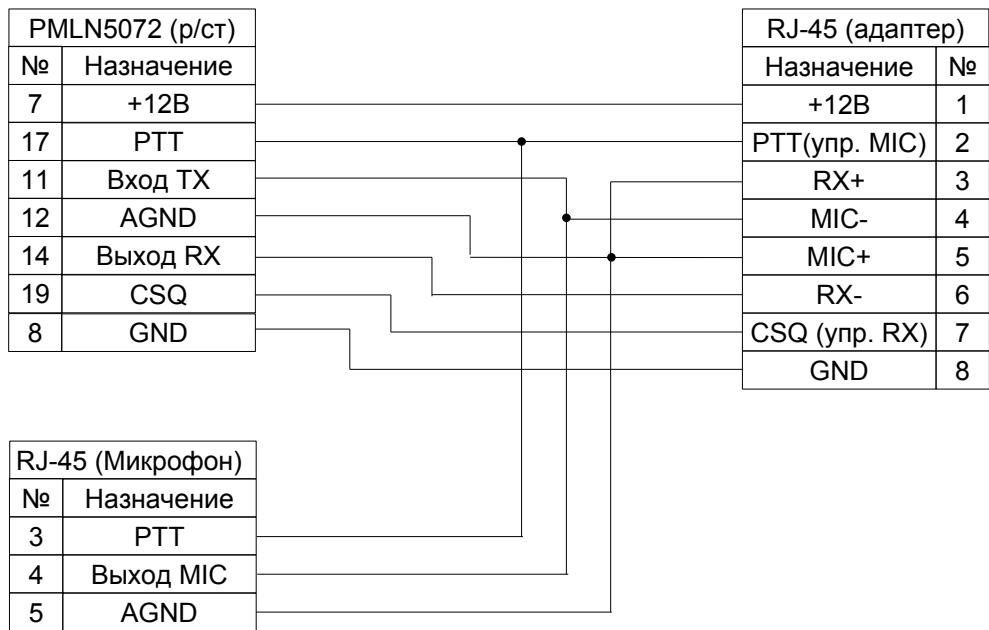 PMLN5072 (р/ст)
№ Назначение
7 +12В
17 PTT
11 Вход TX
12 AGND
14 Выход RX
19 CSQ
8 GND
RJ-45 (адаптер)
Назначение №
+12В 1
PTT(упр. MIC) 2
RX+ 3
MIC- 4
MIC+ 5
RX- 6
CSQ (упр. RX) 7
GND 8
RJ-45 (Микрофон)
№ Назначение
3 PTT
4 Выход MIC
5 AGND